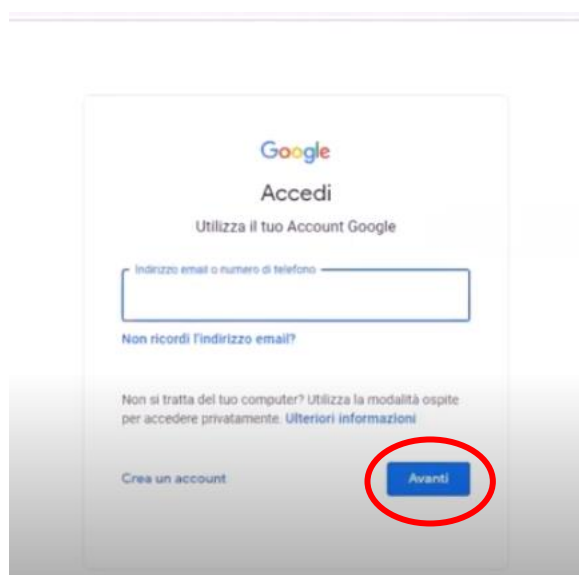 Google
Accedi
Utilizza il tuo Account Google
Indirizzo email o numero di telefono
Non ricordi l'indirizzo email?
Non si tratta del tuo computer? Utilizza la modalità ospite
per accedere privatamente. Ulteriori informazioni
Crea un account
Avanti